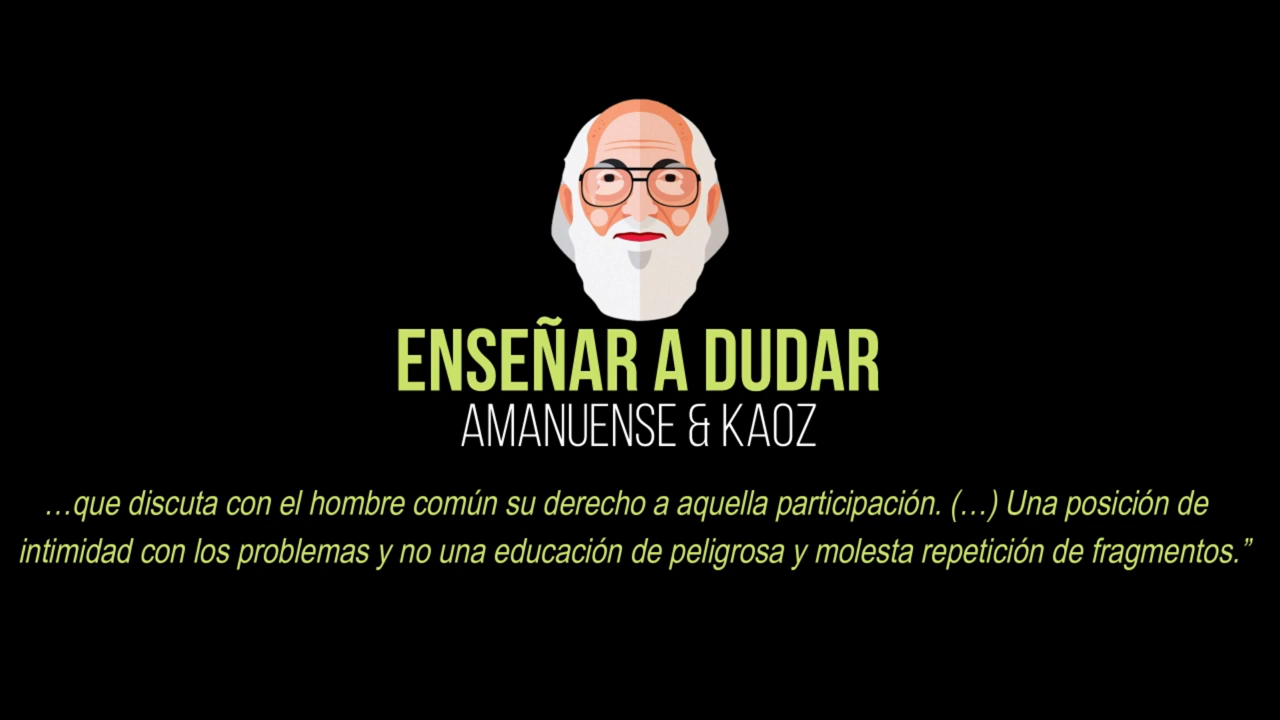 ENSEÑAR A DUDAR
AMANUENSE & KAOZ
…que discuta con el hombre común su derecho a aquella participación. (…) Una posición de
intimidad con los problemas y no una educación de peligrosa y molesta repetición de fragmentos.”